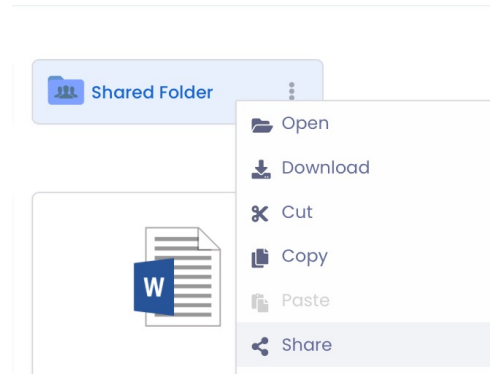 Shared Folder
Open
Download
Cut
Copy
Paste
Share
W